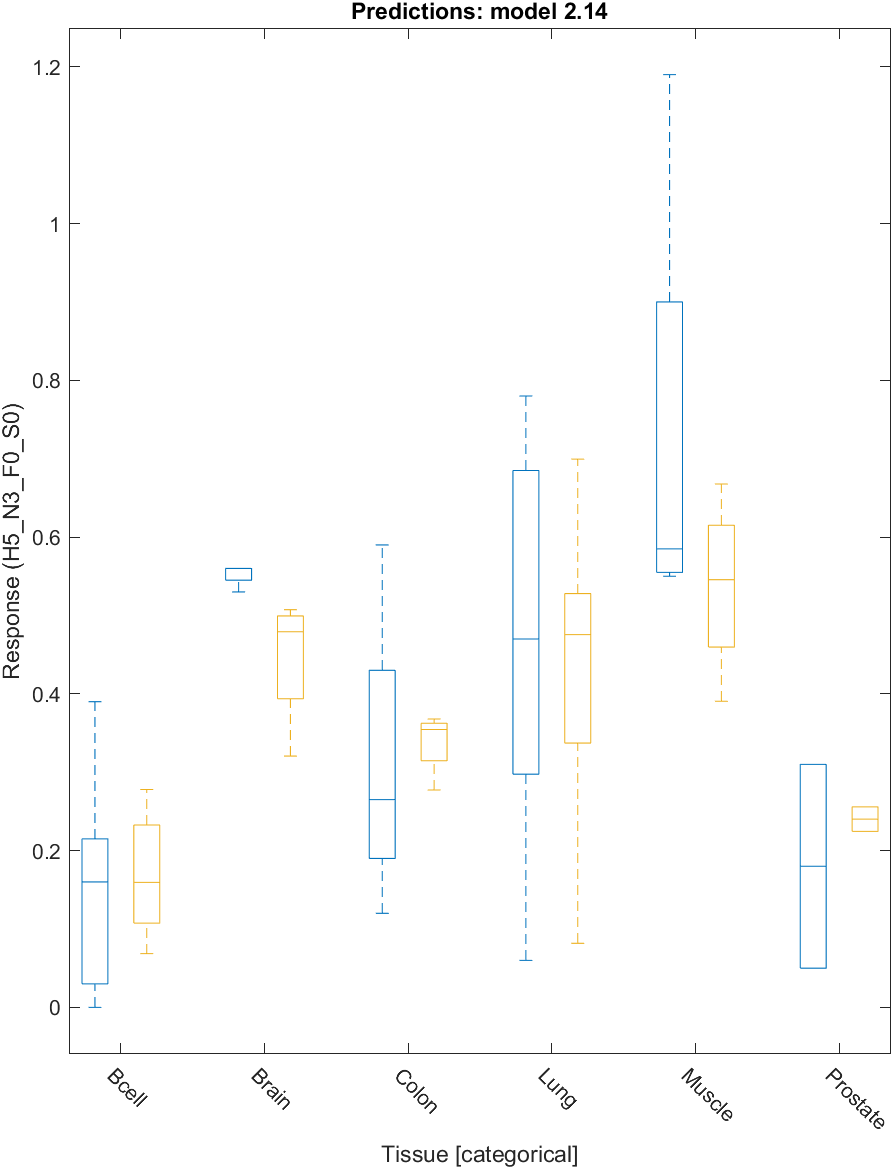 Predictions: model 2.14
1.2
1
0.8
0.6
0.4
0.2
0
Response (H5_N3_F0_S0)
Bcell
Brain
Colon
Lung
Muscle
Prostate
Tissue [categorical]